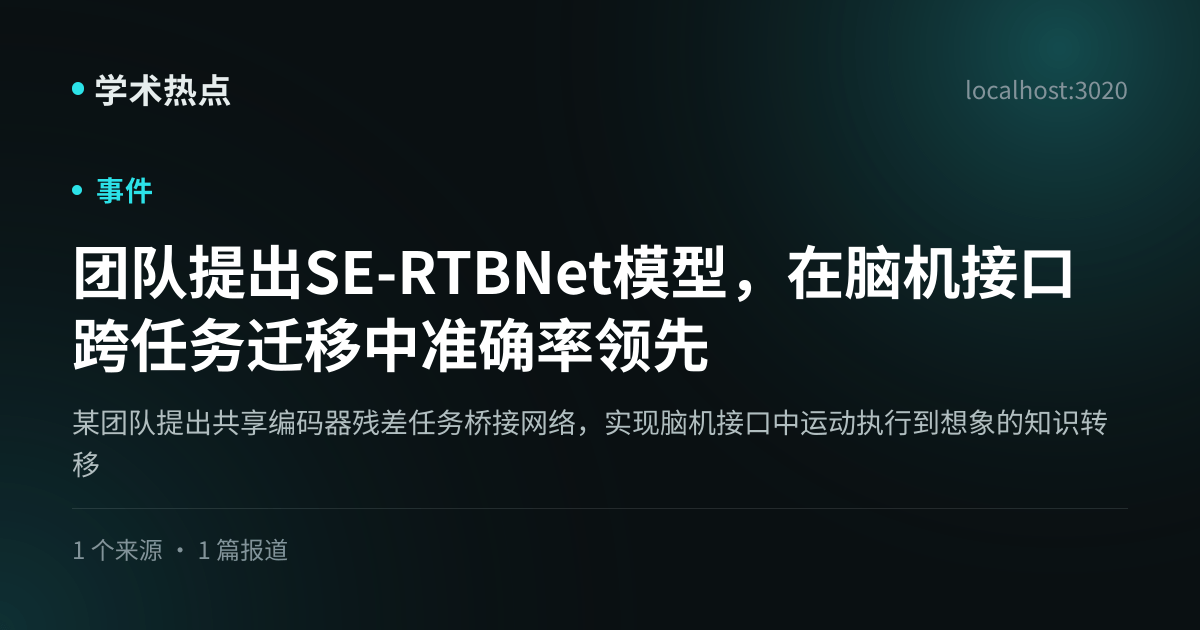 学术热点
localhost:3020
事件
团队提出SE-RTBNet模型，在脑机接口
跨任务迁移中准确率领先
某团队提出共享编码器残差任务桥接网络，实现脑机接口中运动执行到想象的知识转
移
1 个来源 · 1 篇报道